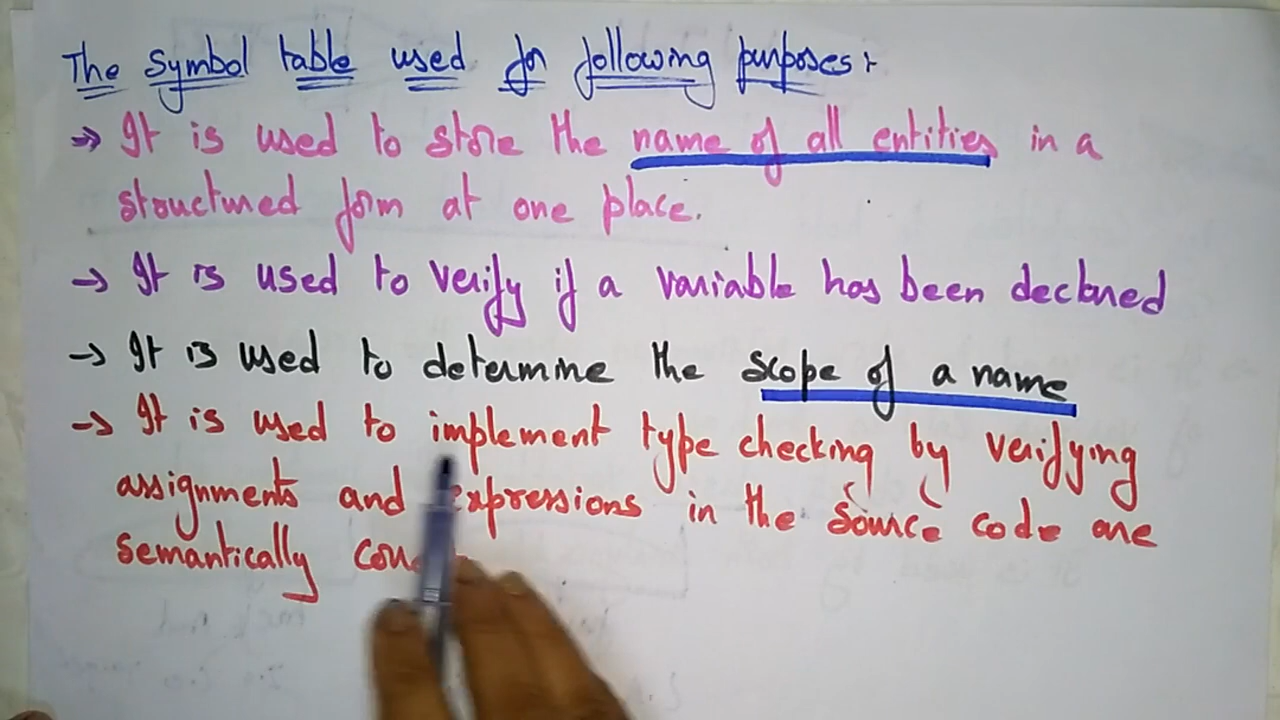 The symbol table used for following purposes:
→ It is used to store the name of all entities in a
structured form at one place.
→ It is used to verify if a variable has been declared
→ It is used to determine the scope of a name
→ It is used to implement type checking by verifying
assignments and expressions in the source code are
semantically